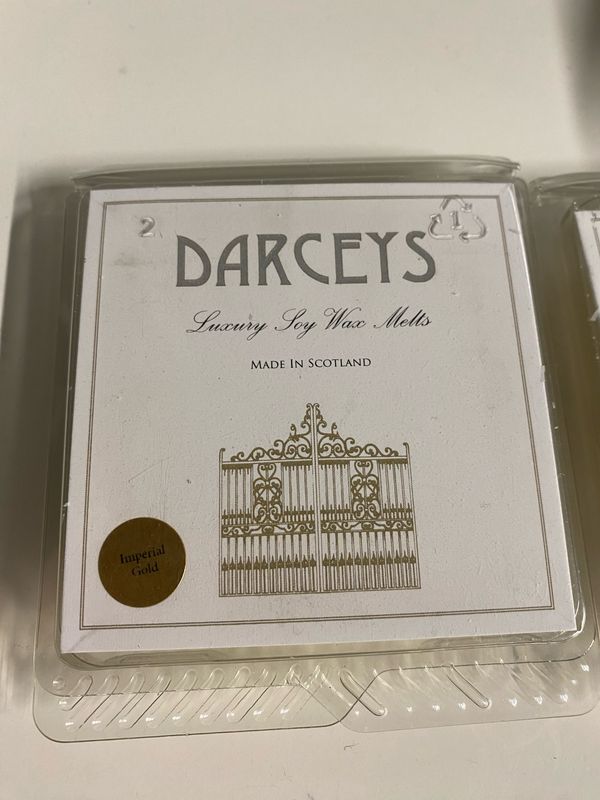 2
1
DARCEYS
Luxury Soy Wax Melts
MADE IN SCOTLAND
Imperial
Gold